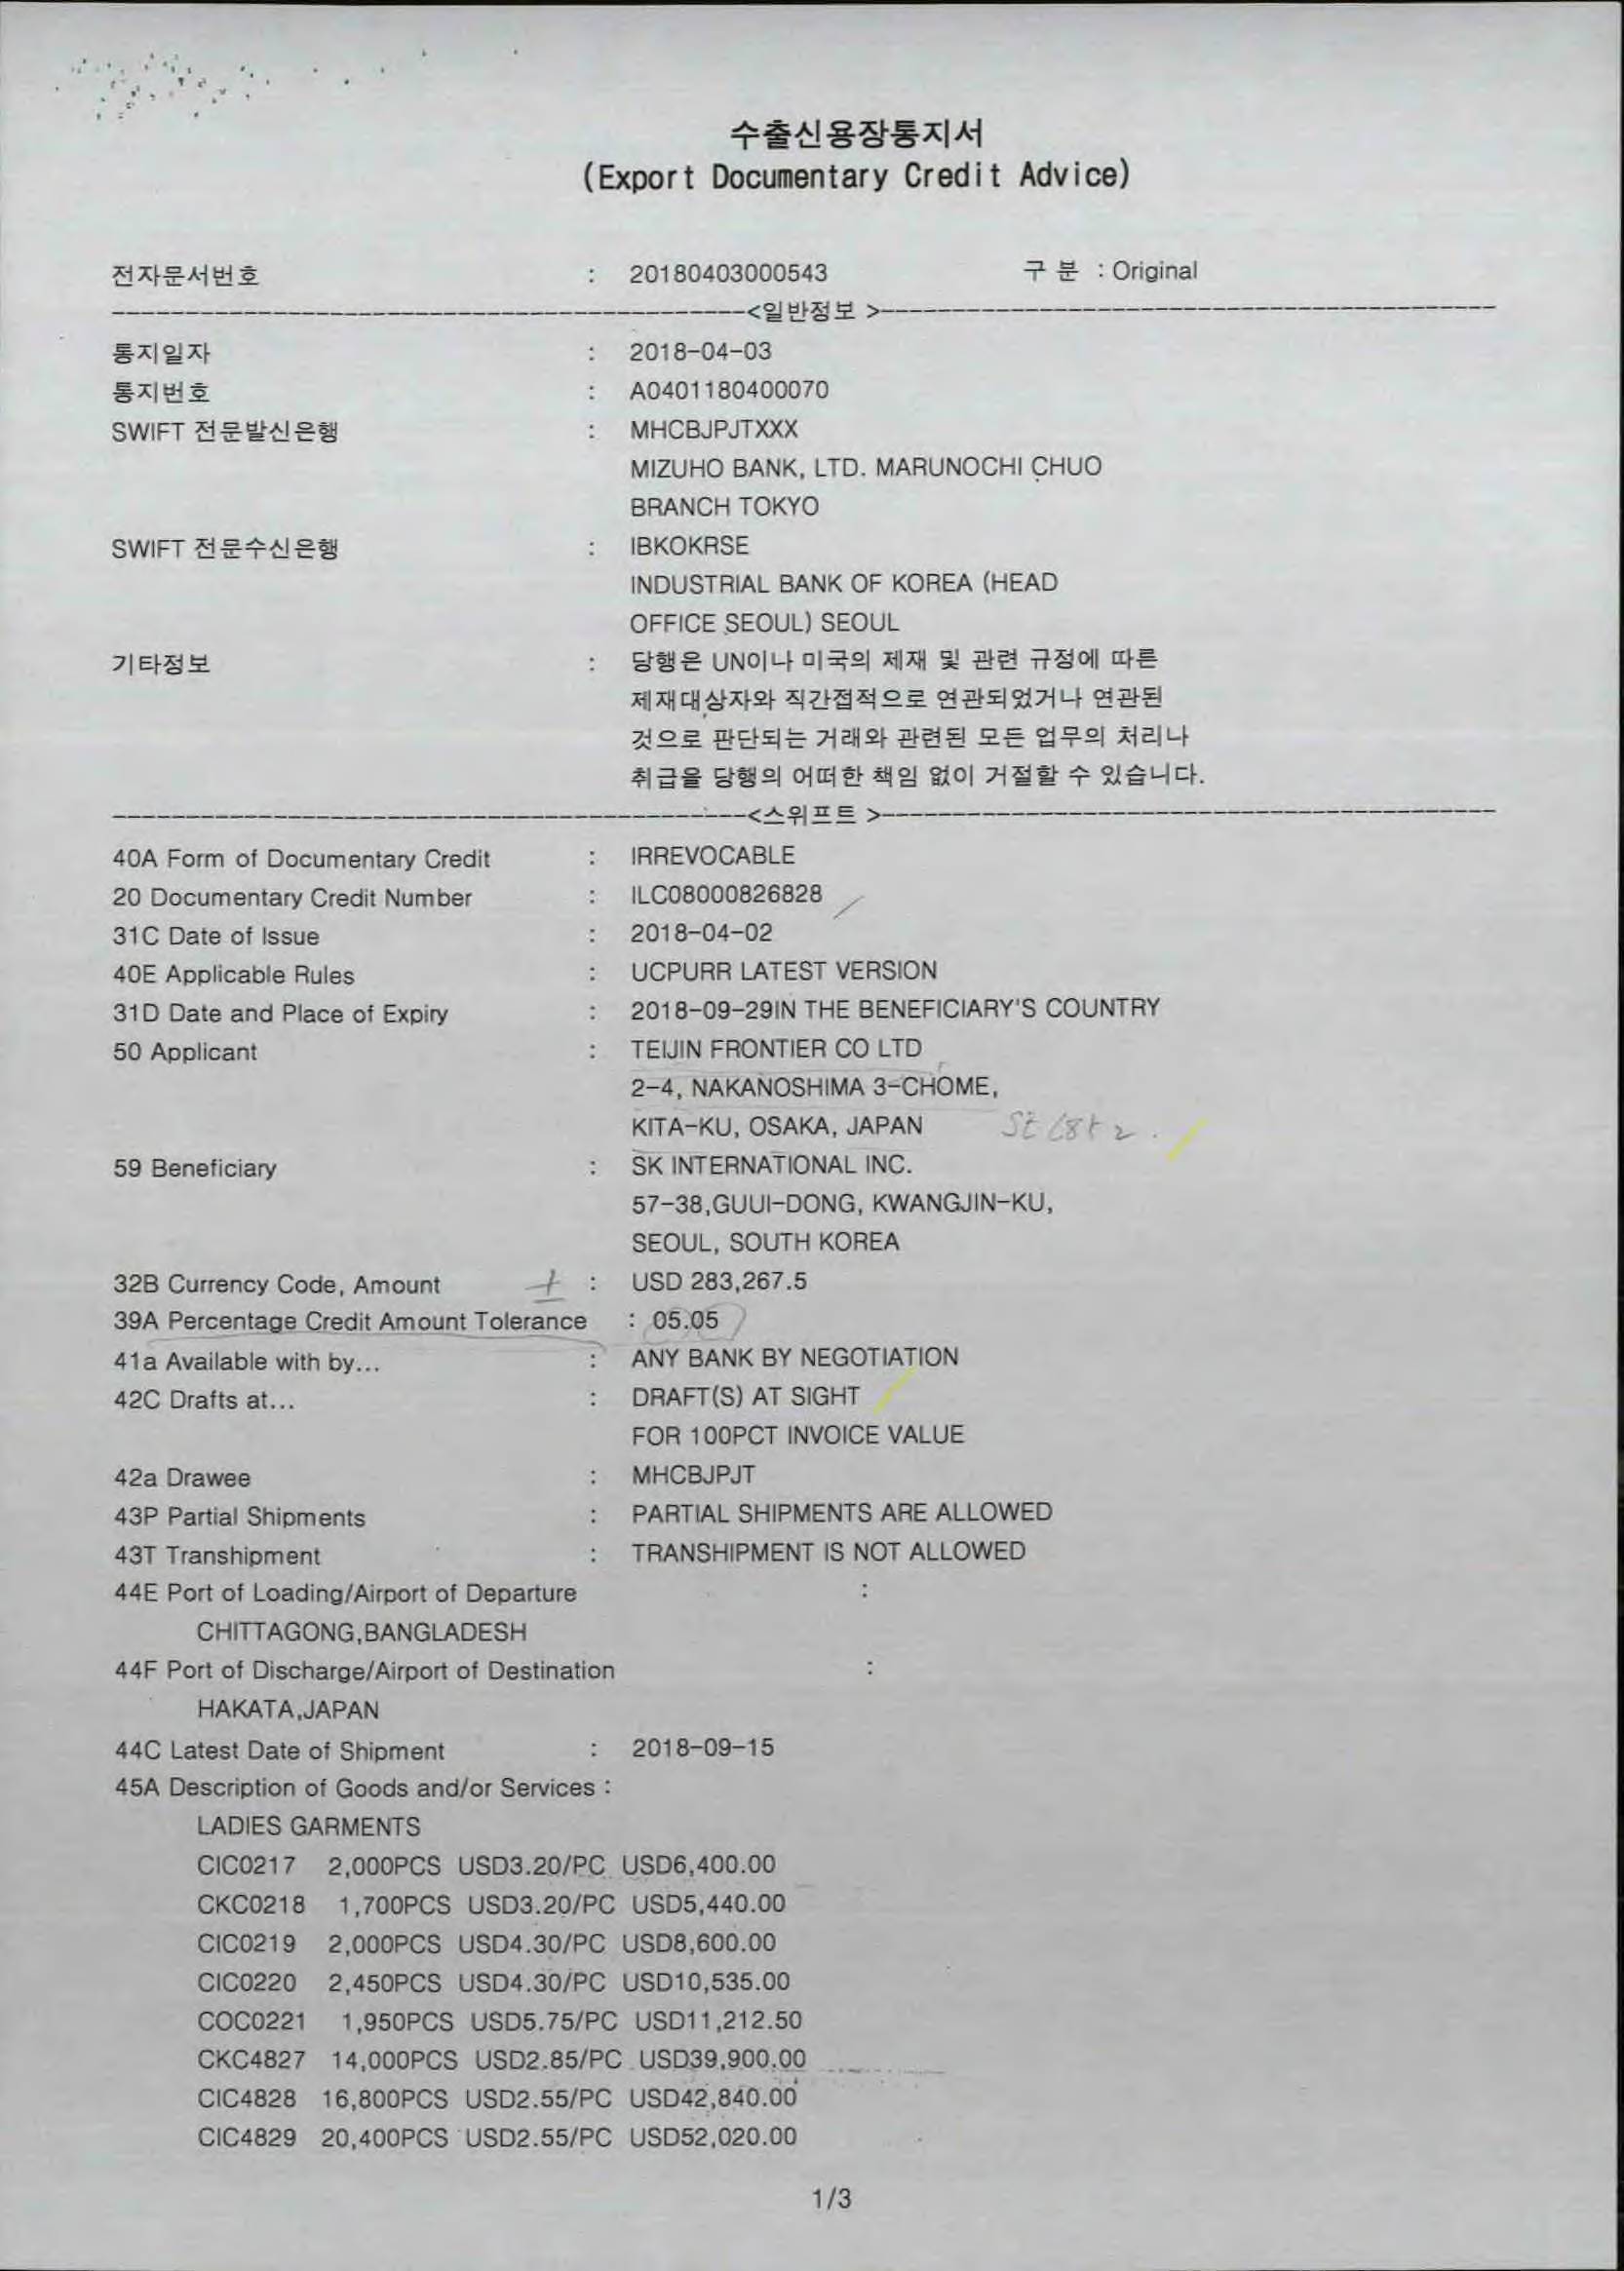 수출신용장통지서
(Export Documentary Credit Advice)
전자문서번호 : 20180403000543 구 분 : Original
--------------------------------------------<일반정보 >--------------------------------------------
통지일자 : 2018-04-03
통지번호 : A0401180400070
SWIFT 전문발신은행 : MHCBJPJTXXX
MIZUHO BANK, LTD. MARUNOCHI CHUO
BRANCH TOKYO
SWIFT 전문수신은행 : IBKOKRSE
INDUSTRIAL BANK OF KOREA (HEAD
OFFICE SEOUL) SEOUL
기타정보 : 당행은 UN이나 미국의 제재 및 관련 규정에 따른
제재대상자와 직간접적으로 연관되었거나 연관된
것으로 판단되는 거래와 관련된 모든 업무의 처리나
취급을 당행의 어떠한 책임 없이 거절할 수 있습니다.
--------------------------------------------<스위프트 >--------------------------------------------
40A Form of Documentary Credit : IRREVOCABLE
20 Documentary Credit Number : ILC08000826828
31C Date of Issue : 2018-04-02
40E Applicable Rules : UCPURR LATEST VERSION
31D Date and Place of Expiry : 2018-09-29IN THE BENEFICIARY'S COUNTRY
50 Applicant : TEIJIN FRONTIER CO LTD
2-4, NAKANOSHIMA 3-CHOME,
KITA-KU, OSAKA, JAPAN
59 Beneficiary : SK INTERNATIONAL INC.
57-38,GUUI-DONG, KWANGJIN-KU,
SEOUL, SOUTH KOREA
32B Currency Code, Amount ± : USD 283,267.5
39A Percentage Credit Amount Tolerance : 05.05
41a Available with by... : ANY BANK BY NEGOTIATION
42C Drafts at... : DRAFT(S) AT SIGHT
FOR 100PCT INVOICE VALUE
42a Drawee : MHCBJPJT
43P Partial Shipments : PARTIAL SHIPMENTS ARE ALLOWED
43T Transhipment : TRANSHIPMENT IS NOT ALLOWED
44E Port of Loading/Airport of Departure :
CHITTAGONG,BANGLADESH
44F Port of Discharge/Airport of Destination :
HAKATA,JAPAN
44C Latest Date of Shipment : 2018-09-15
45A Description of Goods and/or Services :
LADIES GARMENTS
CIC0217 2,000PCS USD3.20/PC USD6,400.00
CKC0218 1,700PCS USD3.20/PC USD5,440.00
CIC0219 2,000PCS USD4.30/PC USD8,600.00
CIC0220 2,450PCS USD4.30/PC USD10,535.00
COC0221 1,950PCS USD5.75/PC USD11,212.50
CKC4827 14,000PCS USD2.85/PC USD39,900.00
CIC4828 16,800PCS USD2.55/PC USD42,840.00
CIC4829 20,400PCS USD2.55/PC USD52,020.00
1/3